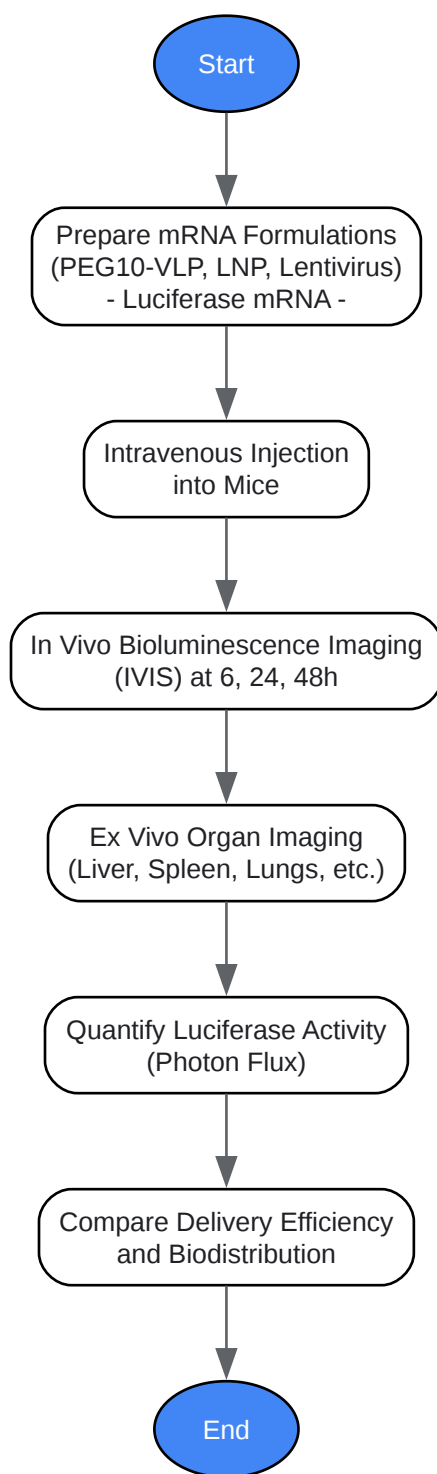 Start
Prepare mRNA Formulations
(PEG10-VLP, LNP, Lentivirus)
- Luciferase mRNA -
Intravenous Injection
into Mice
In Vivo Bioluminescence Imaging
(IVIS) at 6, 24, 48h
Ex Vivo Organ Imaging
(Liver, Spleen, Lungs, etc.)
Quantify Luciferase Activity
(Photon Flux)
Compare Delivery Efficiency
and Biodistribution
End